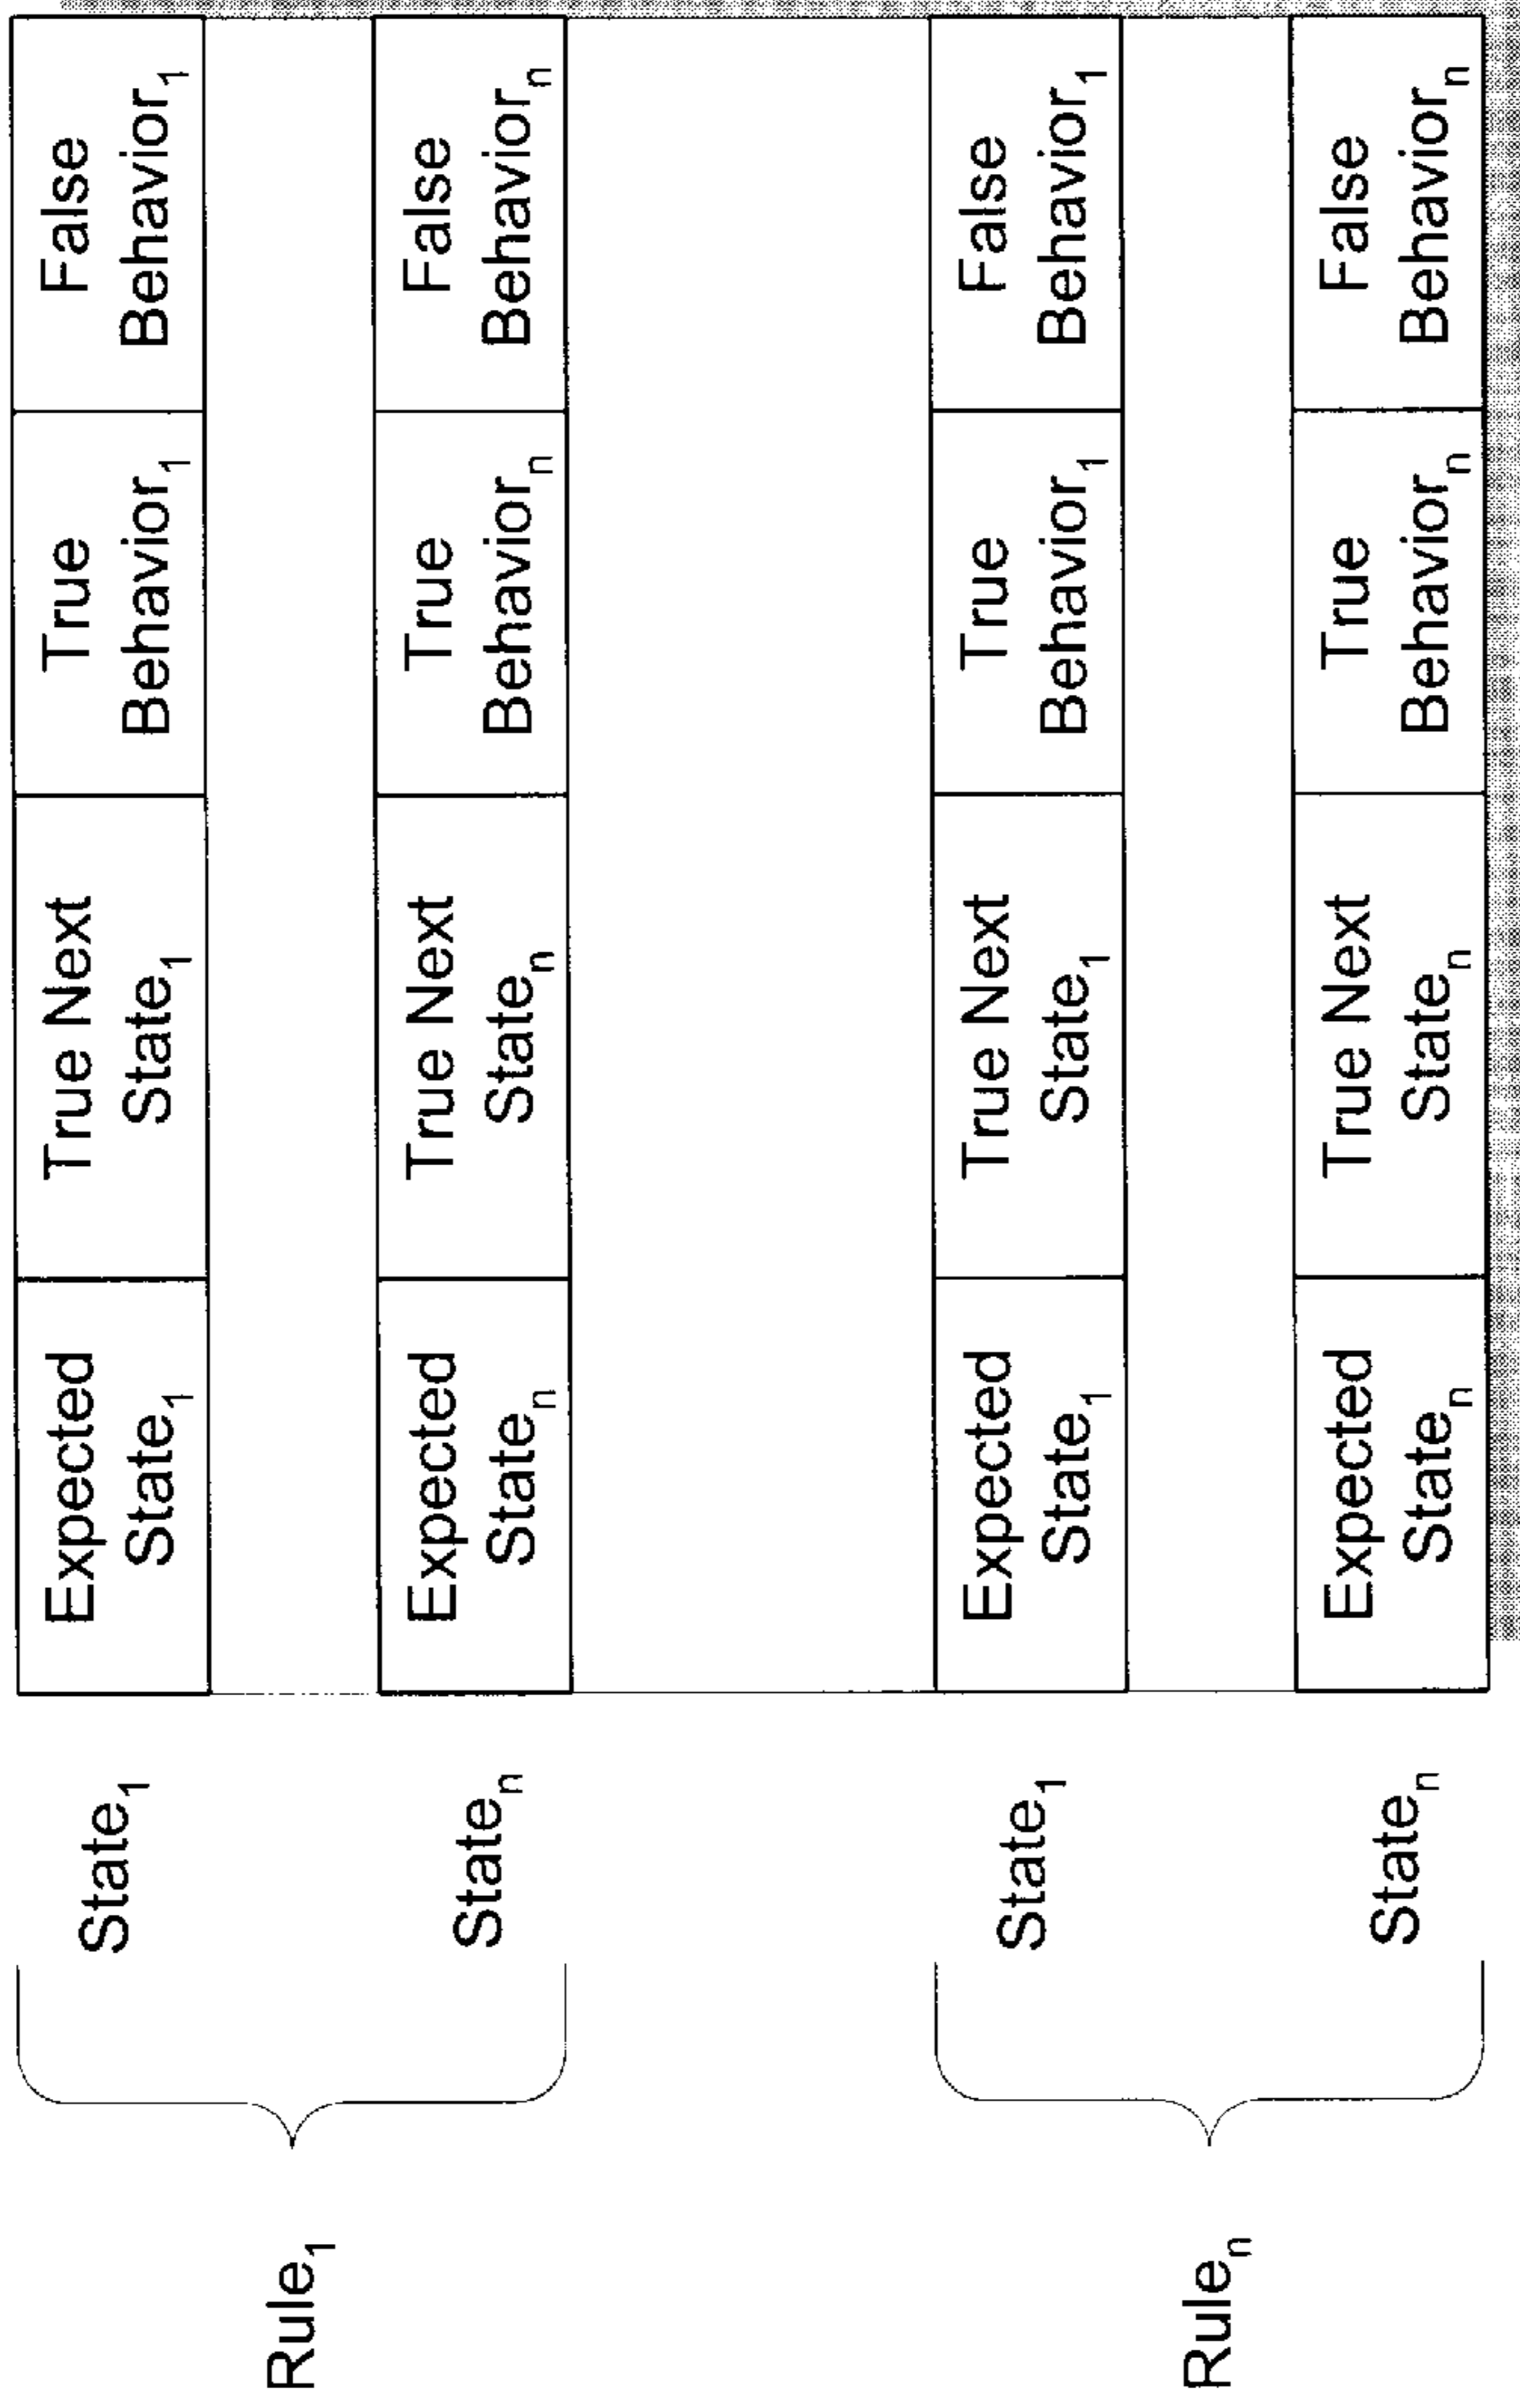 Rule₁
State₁
Expected
State₁
True Next
State₁
True
Behavior₁
False
Behavior₁
Stateₙ
Expected
Stateₙ
True Next
Stateₙ
True
Behaviorₙ
False
Behaviorₙ
Ruleₙ
State₁
Expected
State₁
True Next
State₁
True
Behavior₁
False
Behavior₁
Stateₙ
Expected
Stateₙ
True Next
Stateₙ
True
Behaviorₙ
False
Behaviorₙ